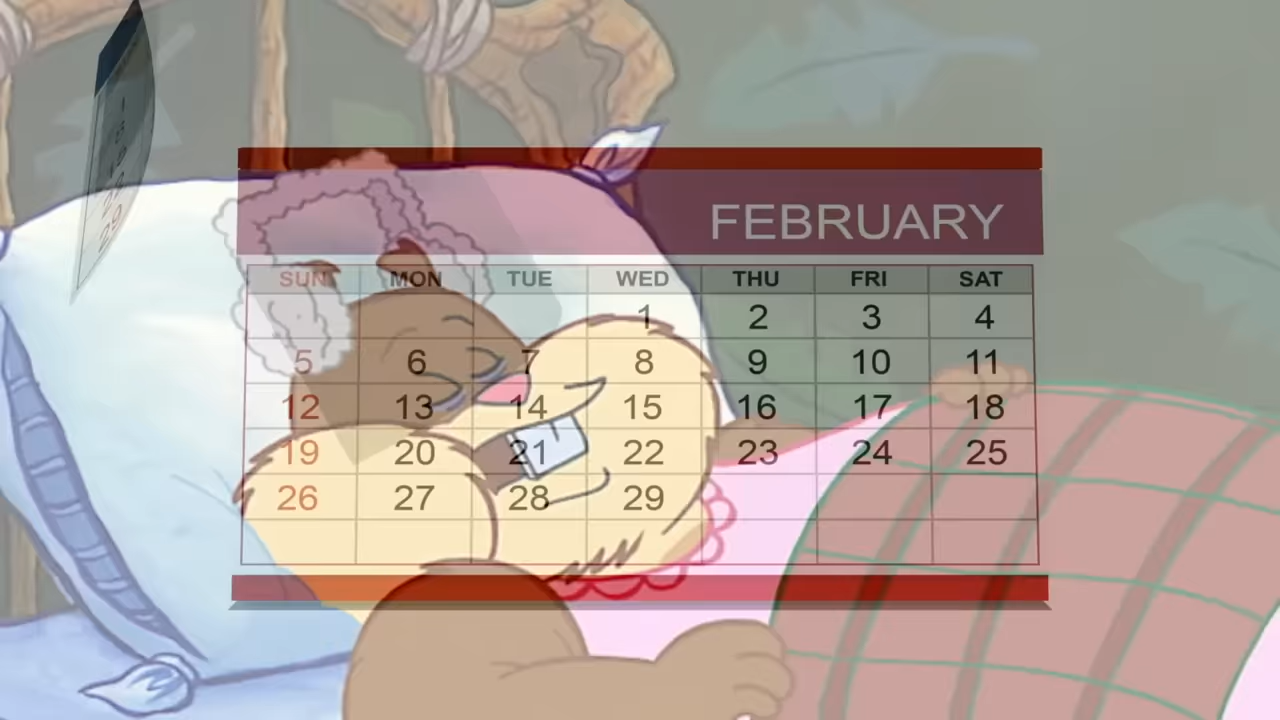 FEBRUARY
SUN MON TUE WED THU FRI SAT
1 2 3 4
5 6 7 8 9 10 11
12 13 14 15 16 17 18
19 20 21 22 23 24 25
26 27 28 29